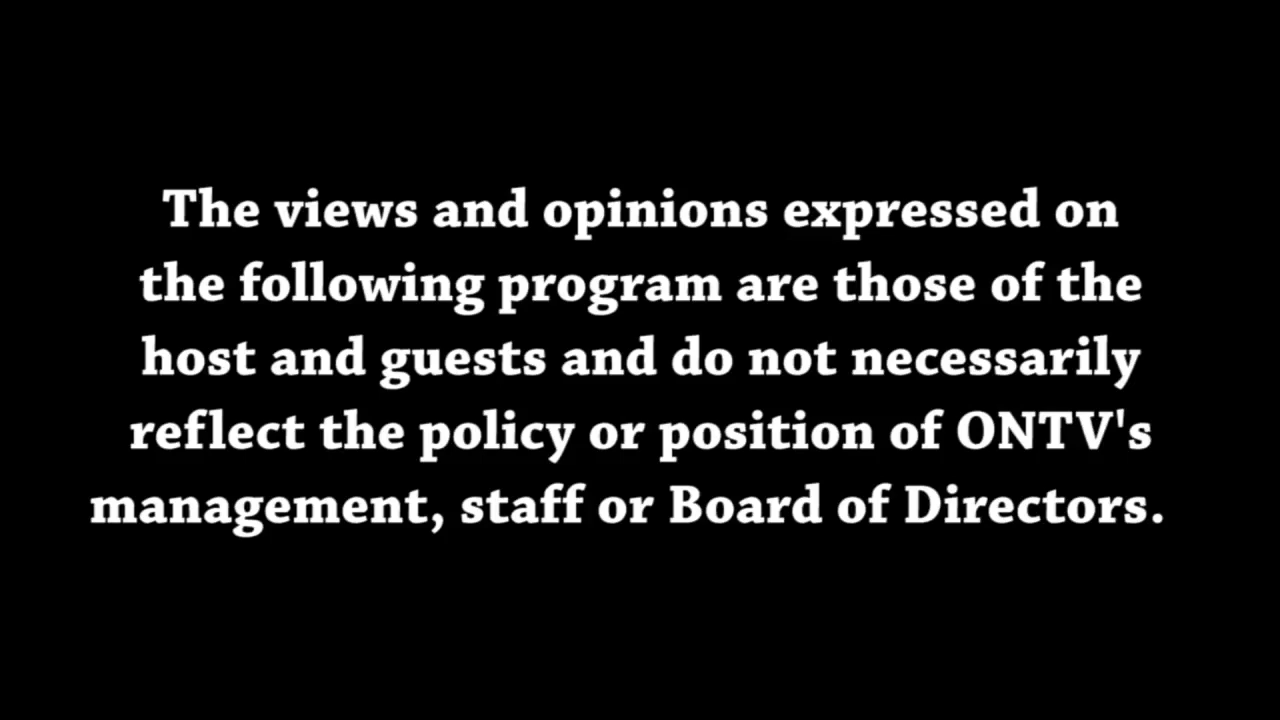 The views and opinions expressed on
the following program are those of the
host and guests and do not necessarily
reflect the policy or position of ONTV's
management, staff or Board of Directors.